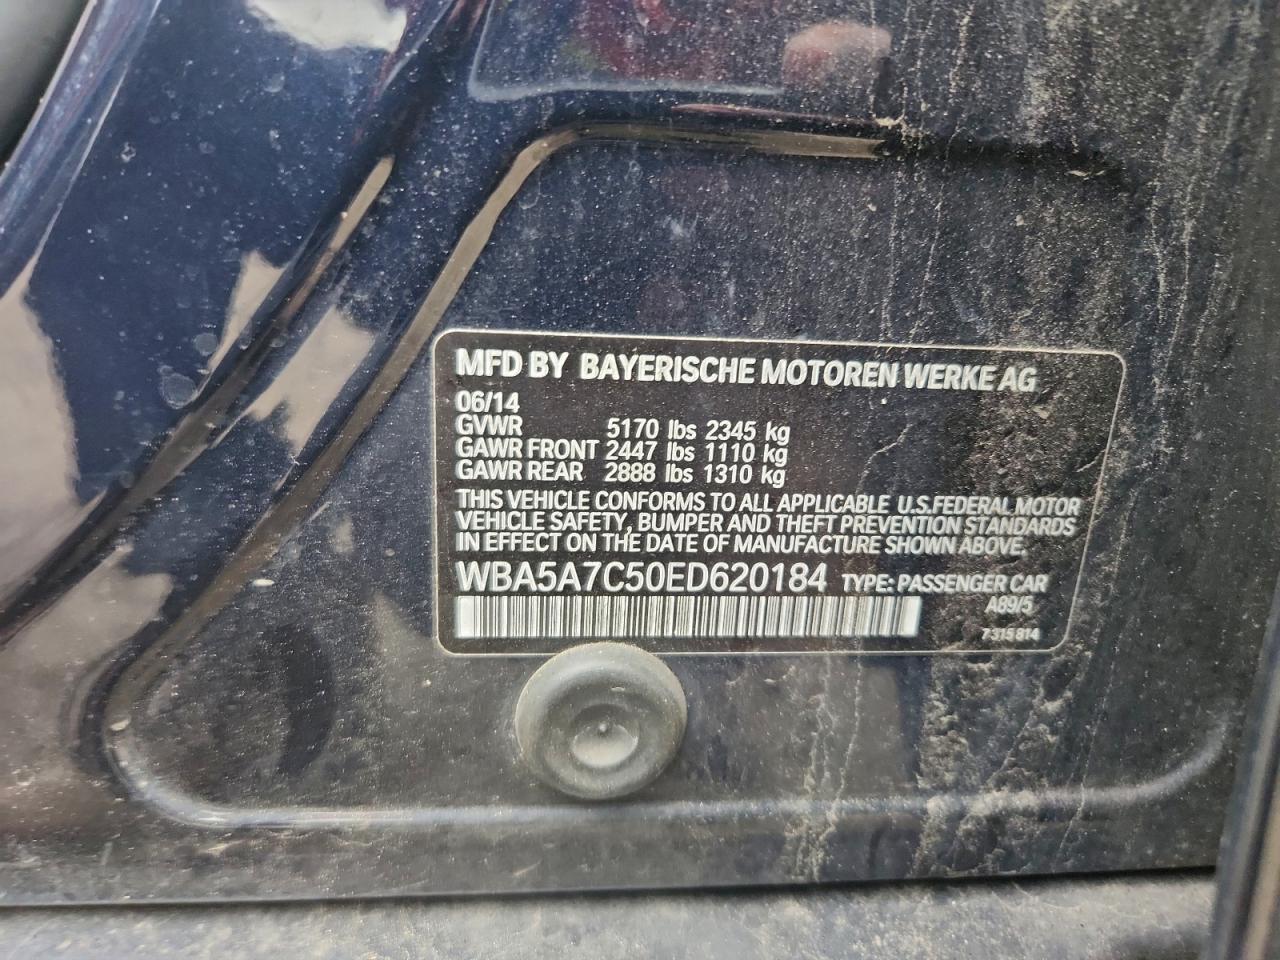 MFD BY BAYERISCHE MOTOREN WERKE AG
06/14
GVWR 5170 lbs 2345 kg
GAWR FRONT 2447 lbs 1110 kg
GAWR REAR 2888 lbs 1310 kg
THIS VEHICLE CONFORMS TO ALL APPLICABLE U.S.FEDERAL MOTOR
VEHICLE SAFETY, BUMPER AND THEFT PREVENTION STANDARDS
IN EFFECT ON THE DATE OF MANUFACTURE SHOWN ABOVE.
WBA5A7C50ED620184 TYPE: PASSENGER CAR
A89/5
7 315 814